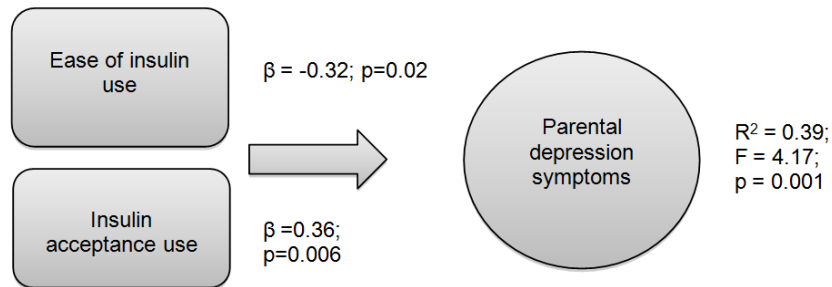 Ease of insulin
use
β = -0.32; p=0.02
Insulin
acceptance use
β =0.36;
p=0.006
Parental
depression
symptoms
R² = 0.39;
F = 4.17;
p = 0.001